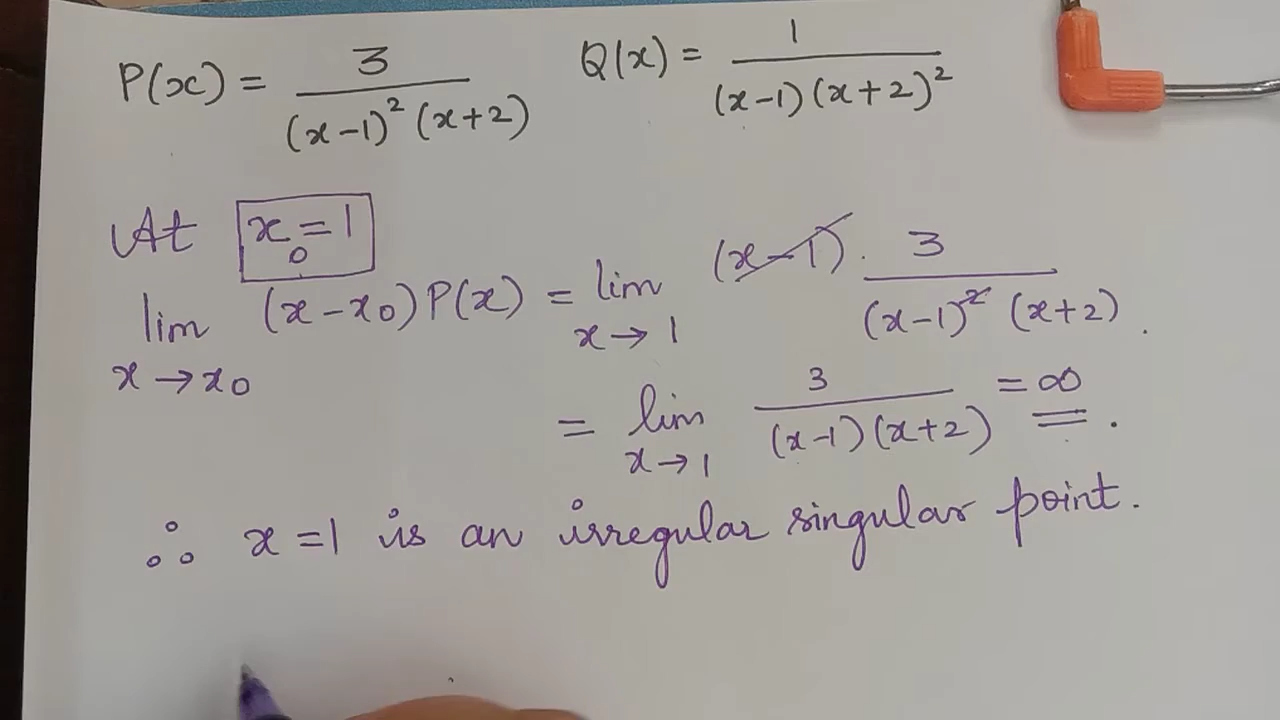 P(x) = 3 / (x-1)² (x+2) Q(x) = 1 / (x-1)(x+2)²
At x₀ = 1
lim x→x₀ (x-x₀)P(x) = lim x→1 (x-1) · 3 / (x-1)² (x+2) .
= lim x→1 3 / (x-1)(x+2) = ∞ .
∴ x = 1 is an irregular singular point.